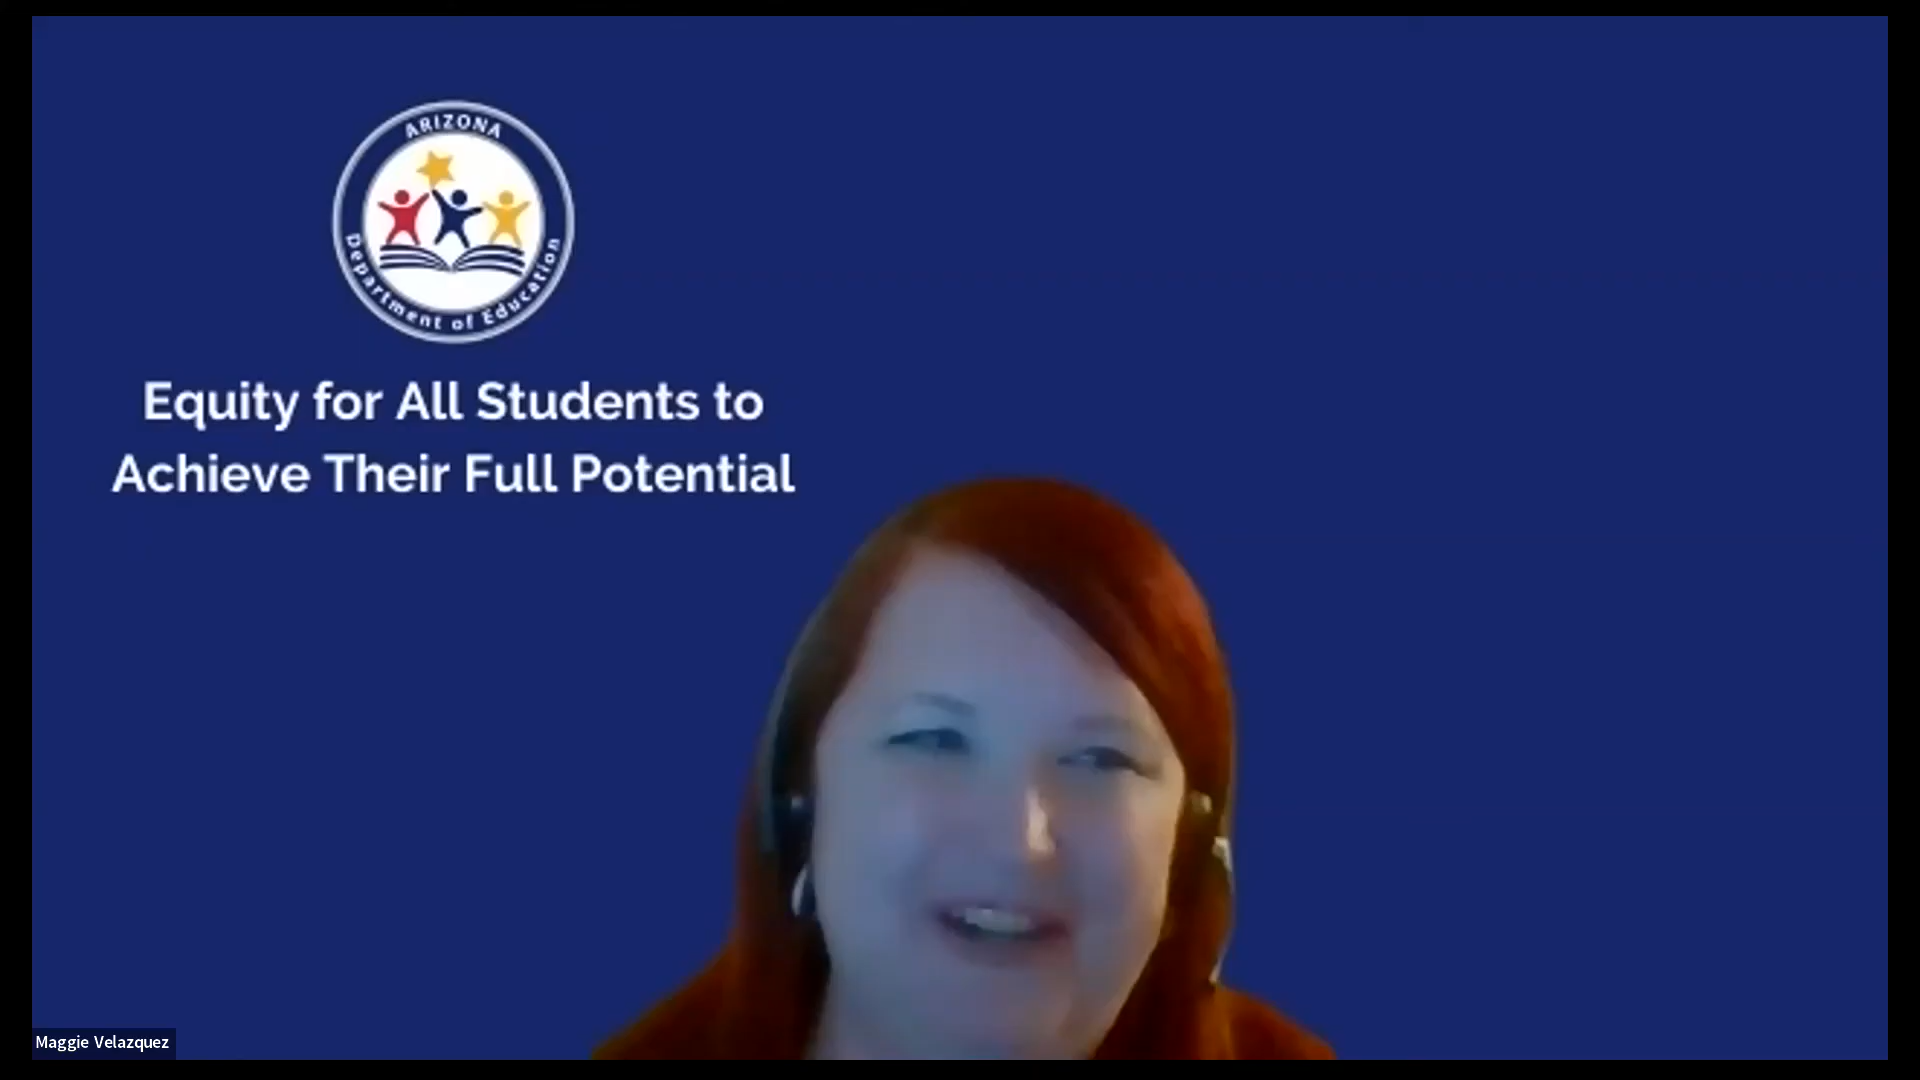 ARIZONA
Department of Education
Equity for All Students to
Achieve Their Full Potential
Maggie Velazquez